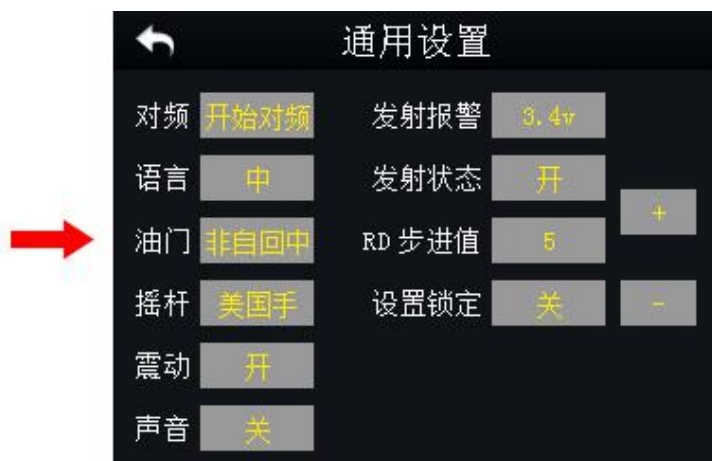 通用设置
对频 开始对频 发射报警 3.4v
语言 中 发射状态 开
+
油门 非自回中 RD 步进值 5
摇杆 美国手 设置锁定 关 -
震动 开
声音 关